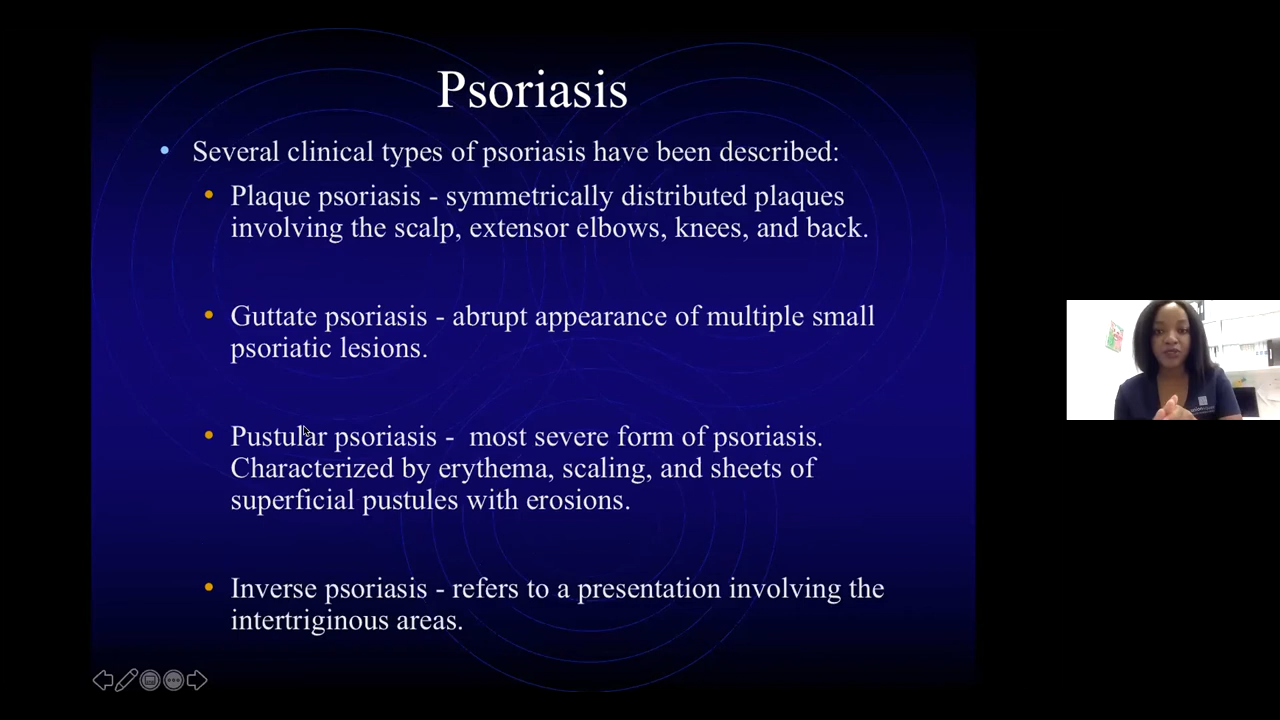 Psoriasis
• Several clinical types of psoriasis have been described:
• Plaque psoriasis - symmetrically distributed plaques
involving the scalp, extensor elbows, knees, and back.
• Guttate psoriasis - abrupt appearance of multiple small
psoriatic lesions.
• Pustular psoriasis - most severe form of psoriasis.
Characterized by erythema, scaling, and sheets of
superficial pustules with erosions.
• Inverse psoriasis - refers to a presentation involving the
intertriginous areas.